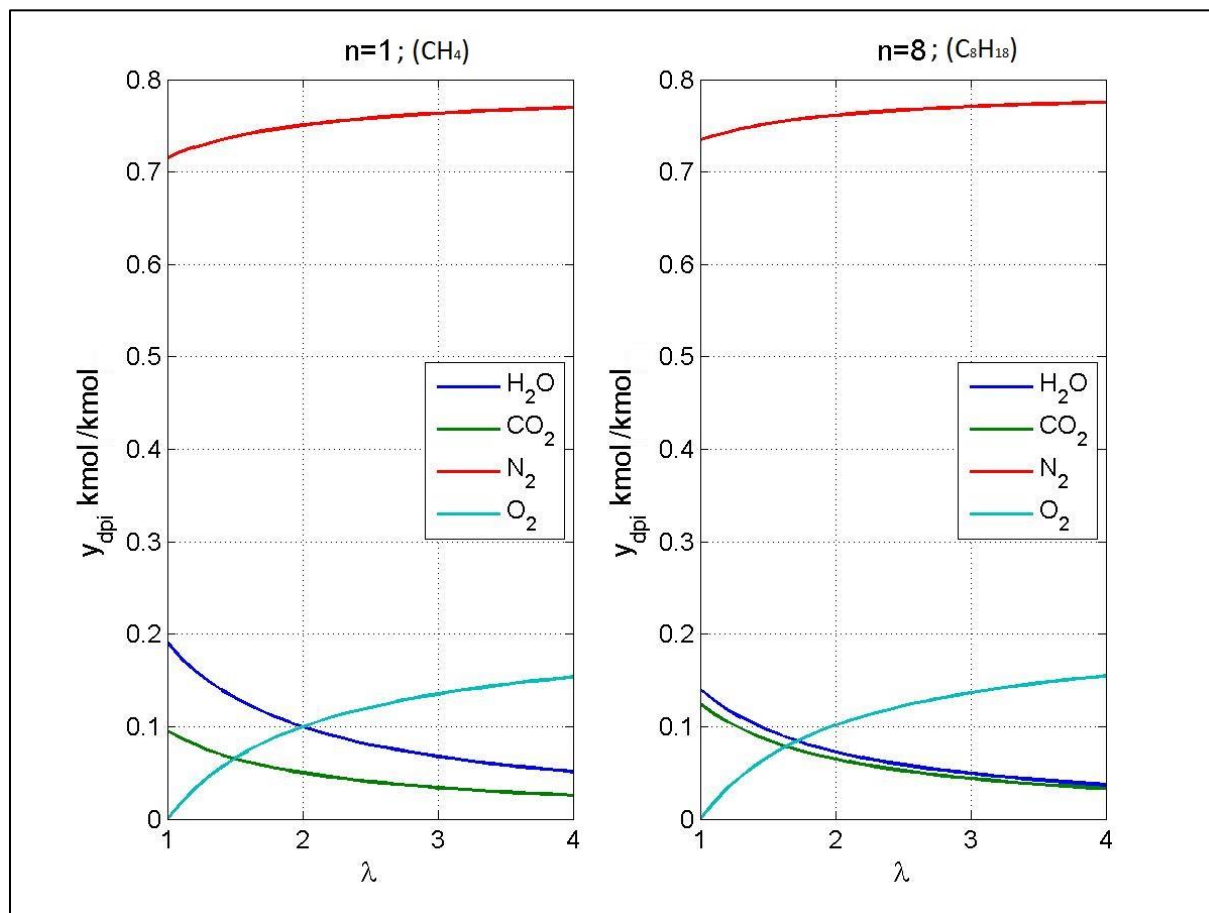 n=1; (CH₄)
0.8
0.7
0.6
0.5
0.4
0.3
0.2
0.1
0
y_dpi kmol/kmol
H₂O
CO₂
N₂
O₂
1
2
3
4
λ
n=8; (C₈H₁₈)
0.8
0.7
0.6
0.5
0.4
0.3
0.2
0.1
0
y_dpi kmol/kmol
H₂O
CO₂
N₂
O₂
1
2
3
4
λ